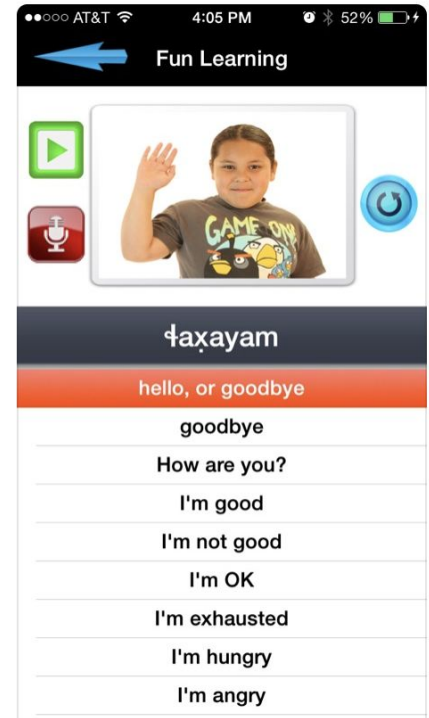 AT&T 4:05 PM 52%
Fun Learning
GAME ON
ɬax̣ayam
hello, or goodbye
goodbye
How are you?
I'm good
I'm not good
I'm OK
I'm exhausted
I'm hungry
I'm angry